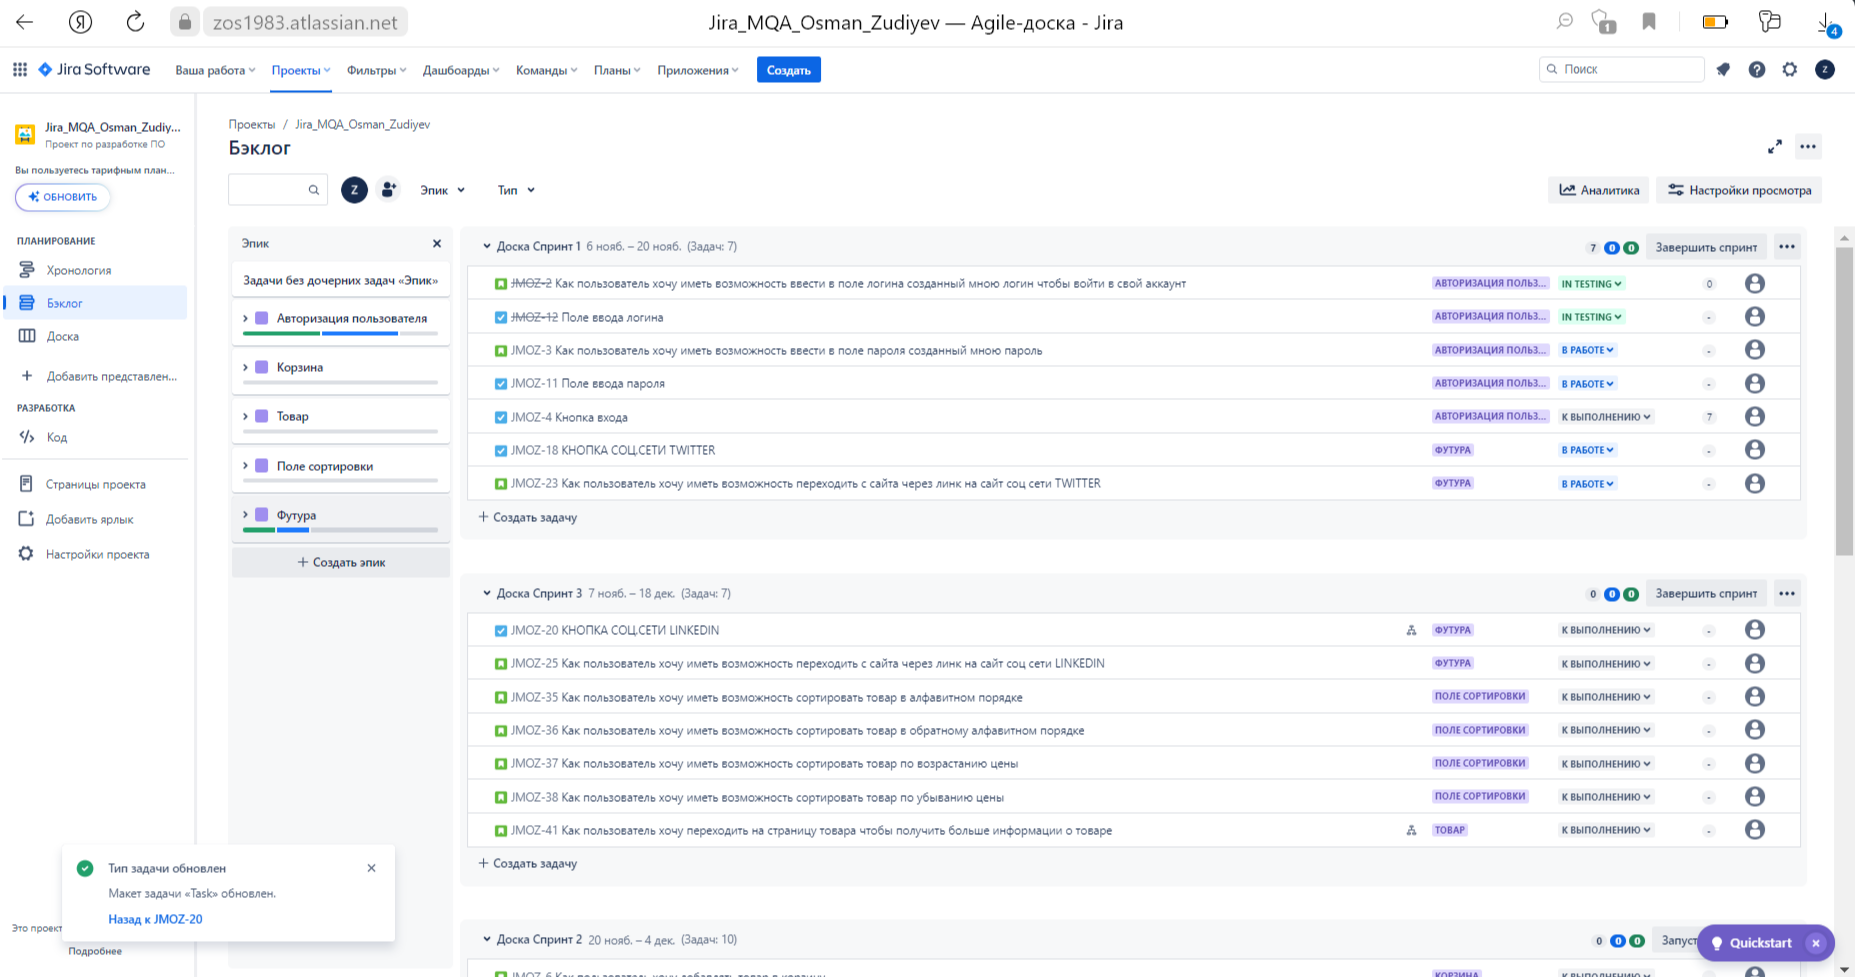 Я
zos1983.atlassian.net
Jira_MQA_Osman_Zudiyev — Agile-доска - Jira
1
4
Jira Software
Ваша работа
Проекты
Фильтры
Дашбоарды
Команды
Планы
Приложения
Создать
Поиск
Z
Jira_MQA_Osman_Zudiy...
Проект по разработке ПО
Вы пользуетесь тарифным план...
ОБНОВИТЬ
ПЛАНИРОВАНИЕ
Хронология
Бэклог
Доска
Добавить представлен...
РАЗРАБОТКА
Код
Страницы проекта
Добавить ярлык
Настройки проекта
Проекты / Jira_MQA_Osman_Zudiyev
Бэклог
Z
Эпик
Тип
Аналитика
Настройки просмотра
Эпик
Задачи без дочерних задач «Эпик»
Авторизация пользователя
Корзина
Товар
Поле сортировки
Футура
Создать эпик
Доска Спринт 1 6 нояб. – 20 нояб. (Задач: 7) 7 0 0 Завершить спринт
JMOZ-2 Как пользователь хочу иметь возможность ввести в поле логина созданный мною логин чтобы войти в свой аккаунт АВТОРИЗАЦИЯ ПОЛЬЗ... IN TESTING 0
JMOZ-12 Поле ввода логина АВТОРИЗАЦИЯ ПОЛЬЗ... IN TESTING -
JMOZ-3 Как пользователь хочу иметь возможность ввести в поле пароля созданный мною пароль АВТОРИЗАЦИЯ ПОЛЬЗ... В РАБОТЕ -
JMOZ-11 Поле ввода пароля АВТОРИЗАЦИЯ ПОЛЬЗ... В РАБОТЕ -
JMOZ-4 Кнопка входа АВТОРИЗАЦИЯ ПОЛЬЗ... К ВЫПОЛНЕНИЮ 7
JMOZ-18 КНОПКА СОЦ.СЕТИ TWITTER ФУТУРА В РАБОТЕ -
JMOZ-23 Как пользователь хочу иметь возможность переходить с сайта через линк на сайт соц сети TWITTER ФУТУРА В РАБОТЕ -
Создать задачу
Доска Спринт 3 7 нояб. – 18 дек. (Задач: 7) 0 0 0 Завершить спринт
JMOZ-20 КНОПКА СОЦ.СЕТИ LINKEDIN ФУТУРА К ВЫПОЛНЕНИЮ -
JMOZ-25 Как пользователь хочу иметь возможность переходить с сайта через линк на сайт соц сети LINKEDIN ФУТУРА К ВЫПОЛНЕНИЮ -
JMOZ-35 Как пользователь хочу иметь возможность сортировать товар в алфавитном порядке ПОЛЕ СОРТИРОВКИ К ВЫПОЛНЕНИЮ -
JMOZ-36 Как пользователь хочу иметь возможность сортировать товар в обратному алфавитном порядке ПОЛЕ СОРТИРОВКИ К ВЫПОЛНЕНИЮ -
JMOZ-37 Как пользователь хочу иметь возможность сортировать товар по возрастанию цены ПОЛЕ СОРТИРОВКИ К ВЫПОЛНЕНИЮ -
JMOZ-38 Как пользователь хочу иметь возможность сортировать товар по убыванию цены ПОЛЕ СОРТИРОВКИ К ВЫПОЛНЕНИЮ -
JMOZ-41 Как пользователь хочу переходить на страницу товара чтобы получить больше информации о товаре ТОВАР К ВЫПОЛНЕНИЮ -
Создать задачу
Доска Спринт 2 20 нояб. – 4 дек. (Задач: 10) 0 0 0 Запуст
JMOZ-6 Как пользователь хочу добавлять товар в корзину КОРЗИНА К ВЫПОЛНЕНИЮ
Тип задачи обновлен
Макет задачи «Task» обновлен.
Назад к JMOZ-20
Это проект
Подробнее
Quickstart